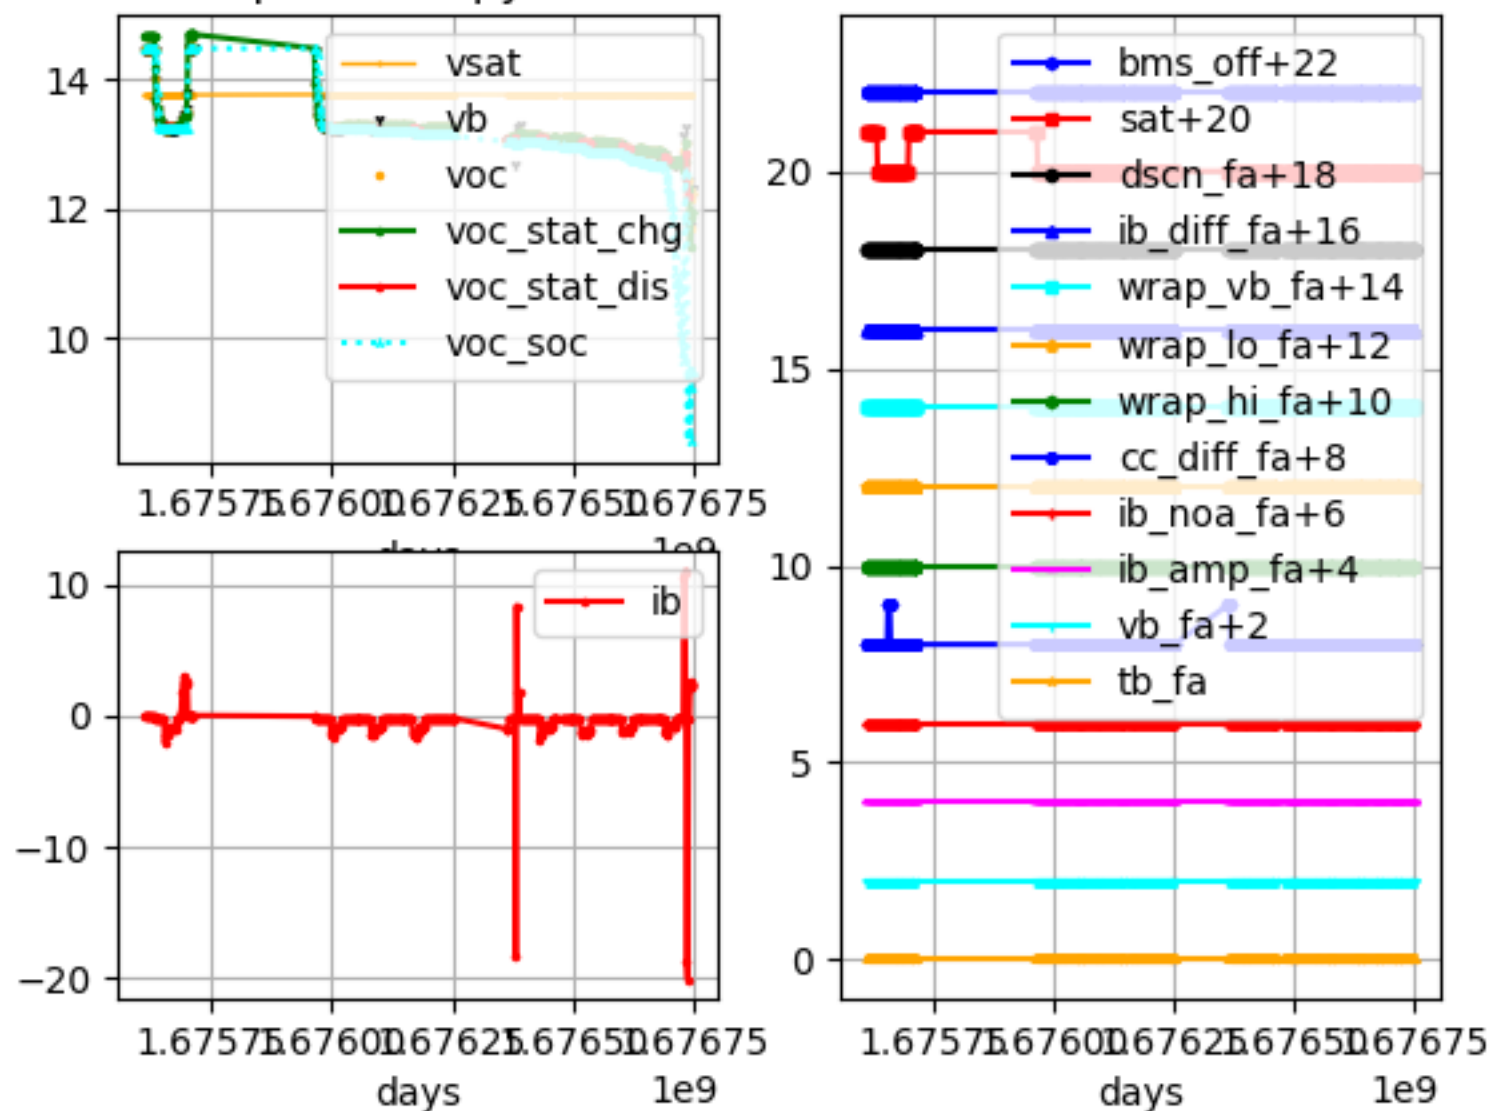 14
12
10
vsat
vb
voc
voc_stat_chg
voc_stat_dis
voc_soc
1.67575 1.67600 1.67625 1.67650 1.67675
days
1e9
10
0
−10
−20
ib
1.67575 1.67600 1.67625 1.67650 1.67675
days
1e9
20
15
10
5
0
bms_off+22
sat+20
dscn_fa+18
ib_diff_fa+16
wrap_vb_fa+14
wrap_lo_fa+12
wrap_hi_fa+10
cc_diff_fa+8
ib_noa_fa+6
ib_amp_fa+4
vb_fa+2
tb_fa
1.67575 1.67600 1.67625 1.67650 1.67675
days
1e9